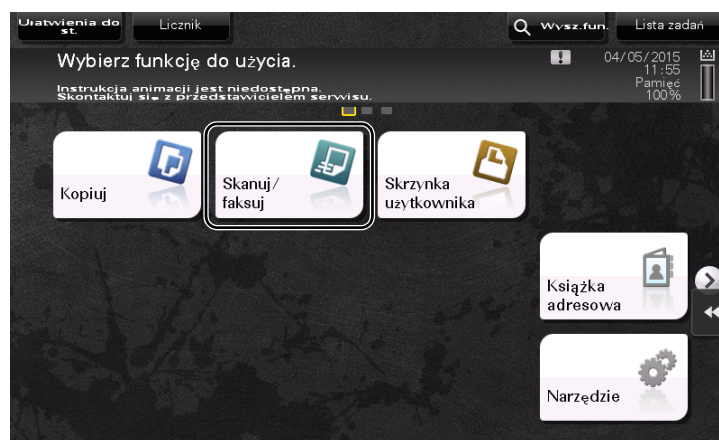 Ułatwienia do
st.
Licznik
Wysz.fun.
Lista zadań
Wybierz funkcję do użycia.
Instrukcja animacji jest niedostępna.
Skontaktuj się z przedstawicielem serwisu.
04/05/2015
11:55
Pamięć
100%
Kopiuj
Skanuj/
faksuj
Skrzynka
użytkownika
Książka
adresowa
Narzędzie